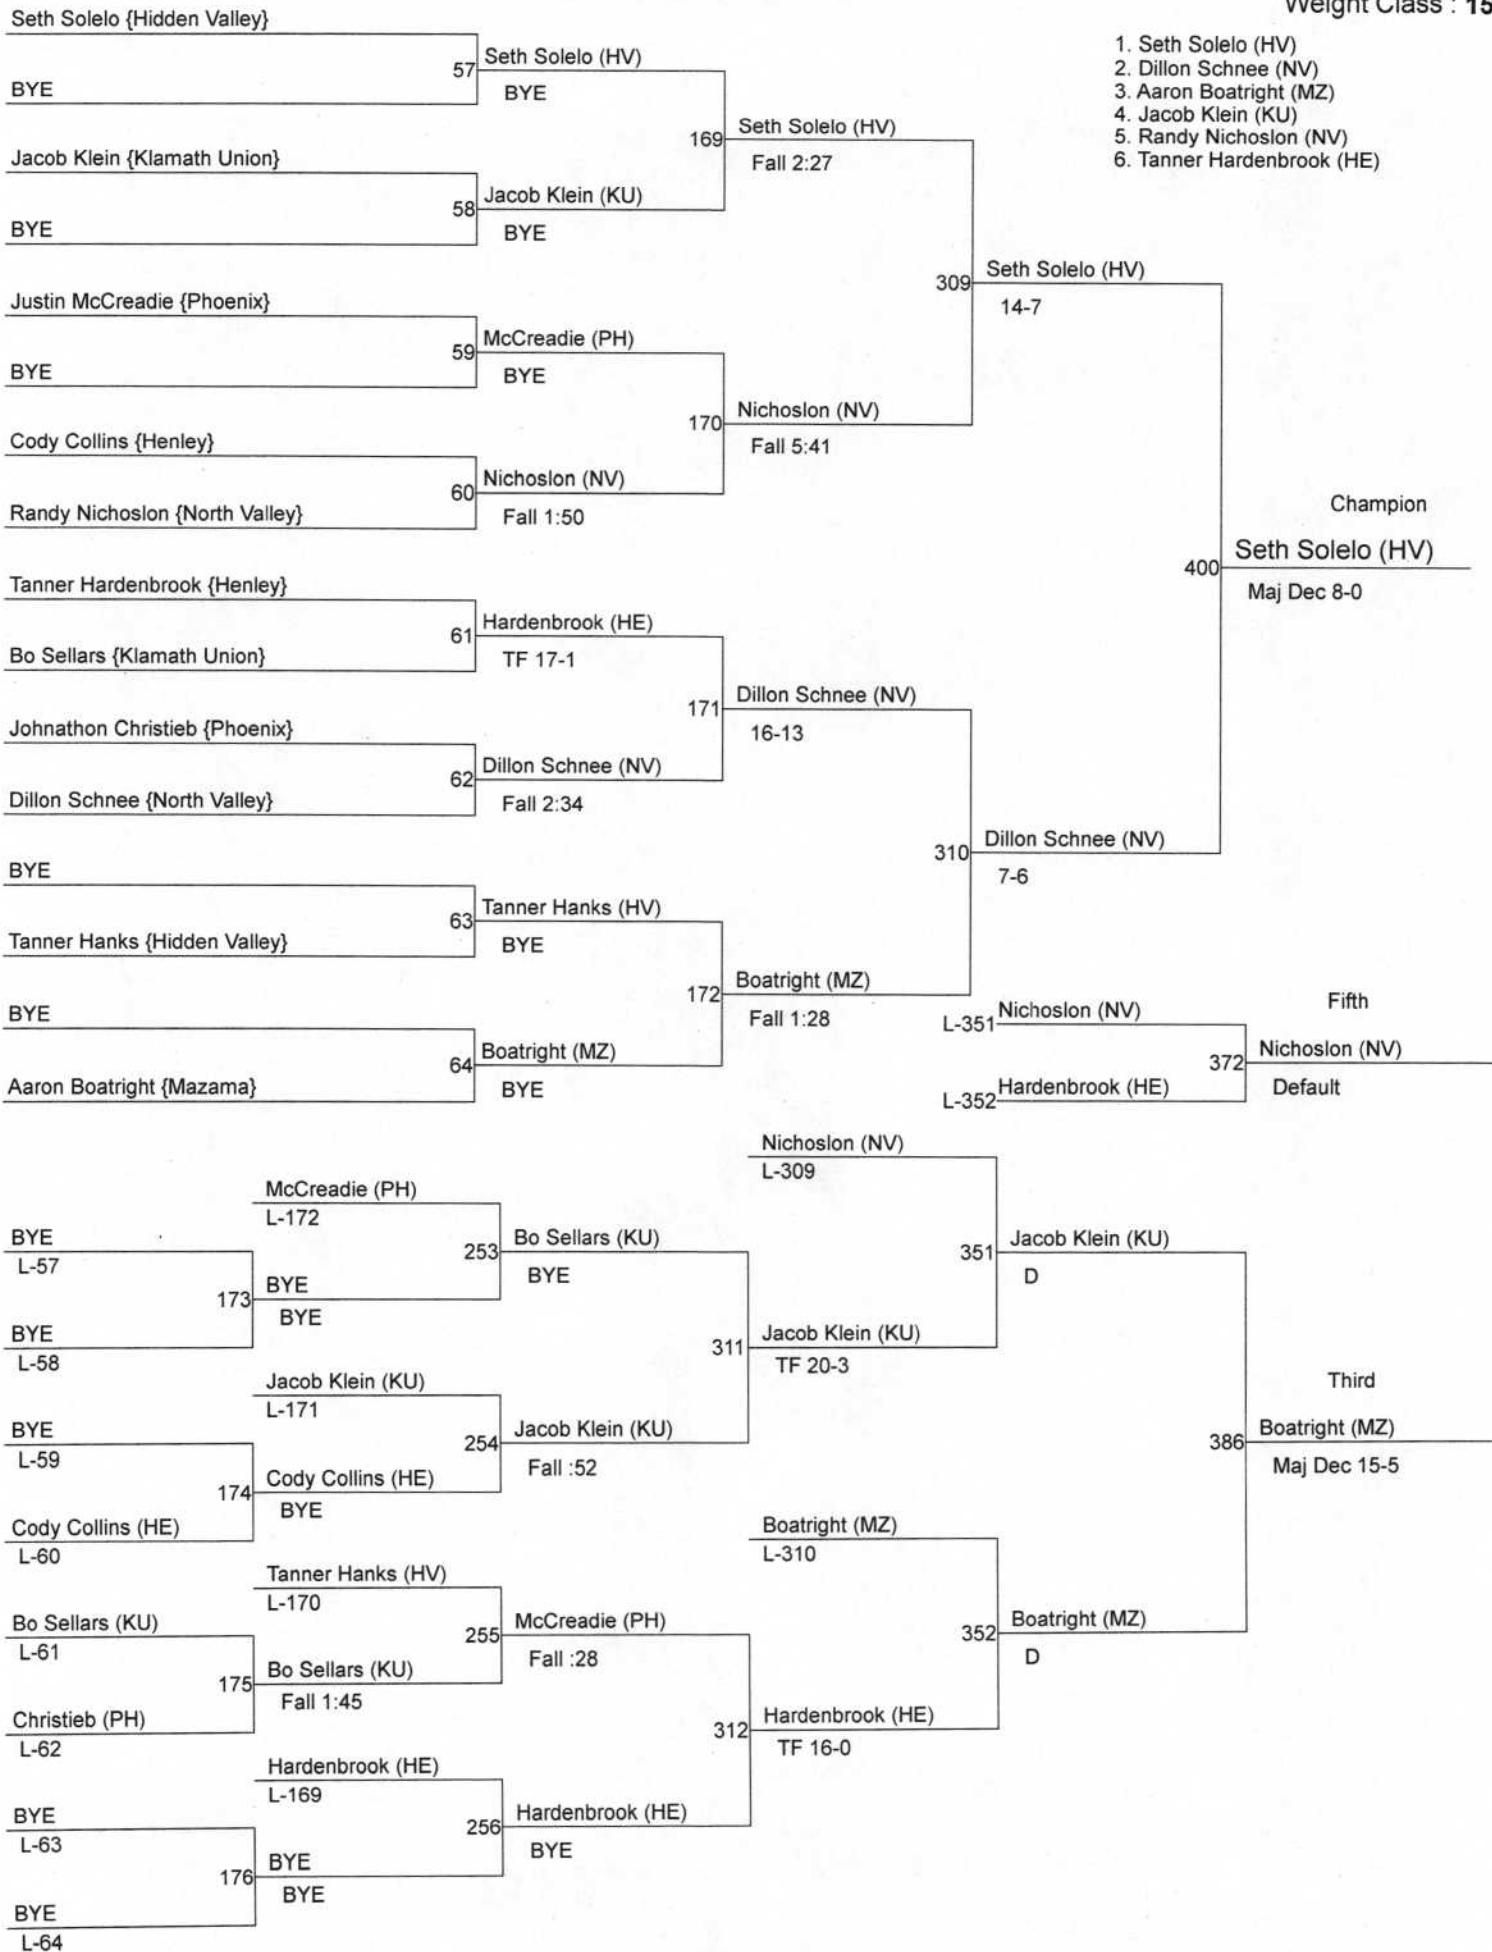 Weight Class : 15
1. Seth Solelo (HV)
2. Dillon Schnee (NV)
3. Aaron Boatright (MZ)
4. Jacob Klein (KU)
5. Randy Nichoslon (NV)
6. Tanner Hardenbrook (HE)
Seth Solelo {Hidden Valley}
57 Seth Solelo (HV)
BYE
BYE
169 Seth Solelo (HV)
Fall 2:27
Jacob Klein {Klamath Union}
58 Jacob Klein (KU)
BYE
BYE
309 Seth Solelo (HV)
14-7
Justin McCreadie {Phoenix}
59 McCreadie (PH)
BYE
BYE
170 Nichoslon (NV)
Fall 5:41
Cody Collins {Henley}
60 Nichoslon (NV)
Randy Nichoslon {North Valley}
Fall 1:50
Champion
400 Seth Solelo (HV)
Maj Dec 8-0
Tanner Hardenbrook {Henley}
61 Hardenbrook (HE)
Bo Sellars {Klamath Union}
TF 17-1
171 Dillon Schnee (NV)
16-13
Johnathon Christieb {Phoenix}
62 Dillon Schnee (NV)
Dillon Schnee {North Valley}
Fall 2:34
310 Dillon Schnee (NV)
7-6
BYE
63 Tanner Hanks (HV)
Tanner Hanks {Hidden Valley}
BYE
172 Boatright (MZ)
Fall 1:28
BYE
64 Boatright (MZ)
Aaron Boatright {Mazama}
BYE
Fifth
L-351 Nichoslon (NV)
372 Nichoslon (NV)
Default
L-352 Hardenbrook (HE)
Nichoslon (NV)
L-309
McCreadie (PH)
L-172
BYE
L-57
253 Bo Sellars (KU)
BYE
351 Jacob Klein (KU)
D
173 BYE
BYE
BYE
L-58
311 Jacob Klein (KU)
TF 20-3
Jacob Klein (KU)
L-171
BYE
L-59
254 Jacob Klein (KU)
Fall :52
Third
386 Boatright (MZ)
Maj Dec 15-5
174 Cody Collins (HE)
BYE
Cody Collins (HE)
L-60
Boatright (MZ)
L-310
Tanner Hanks (HV)
L-170
Bo Sellars (KU)
L-61
255 McCreadie (PH)
Fall :28
352 Boatright (MZ)
D
175 Bo Sellars (KU)
Fall 1:45
Christieb (PH)
L-62
312 Hardenbrook (HE)
TF 16-0
Hardenbrook (HE)
L-169
BYE
L-63
256 Hardenbrook (HE)
BYE
176 BYE
BYE
BYE
L-64